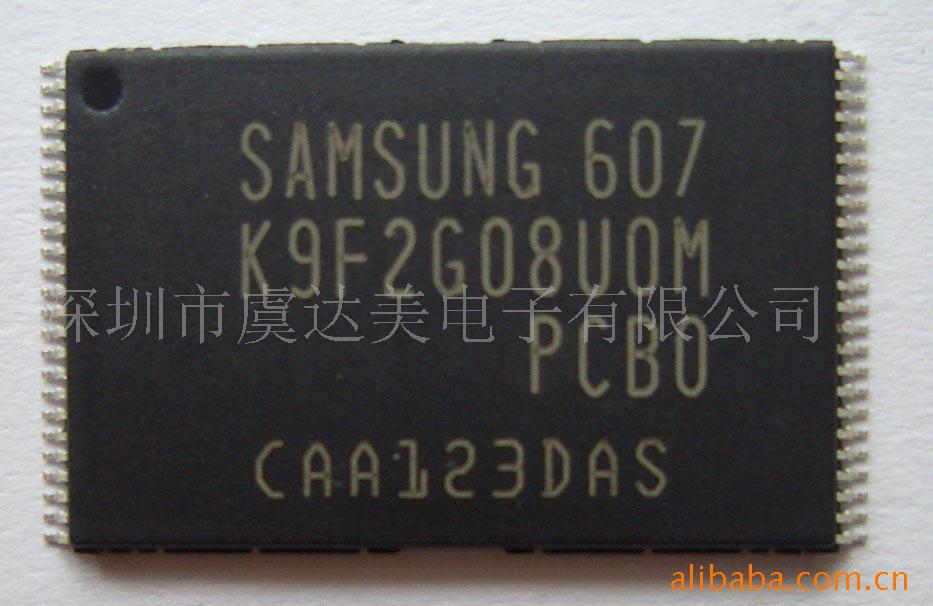 SAMSUNG 607
K9F2G08U0M
深圳市虞达美电子有限公司
PCB0
CAA123DAS
alibaba.com.cn